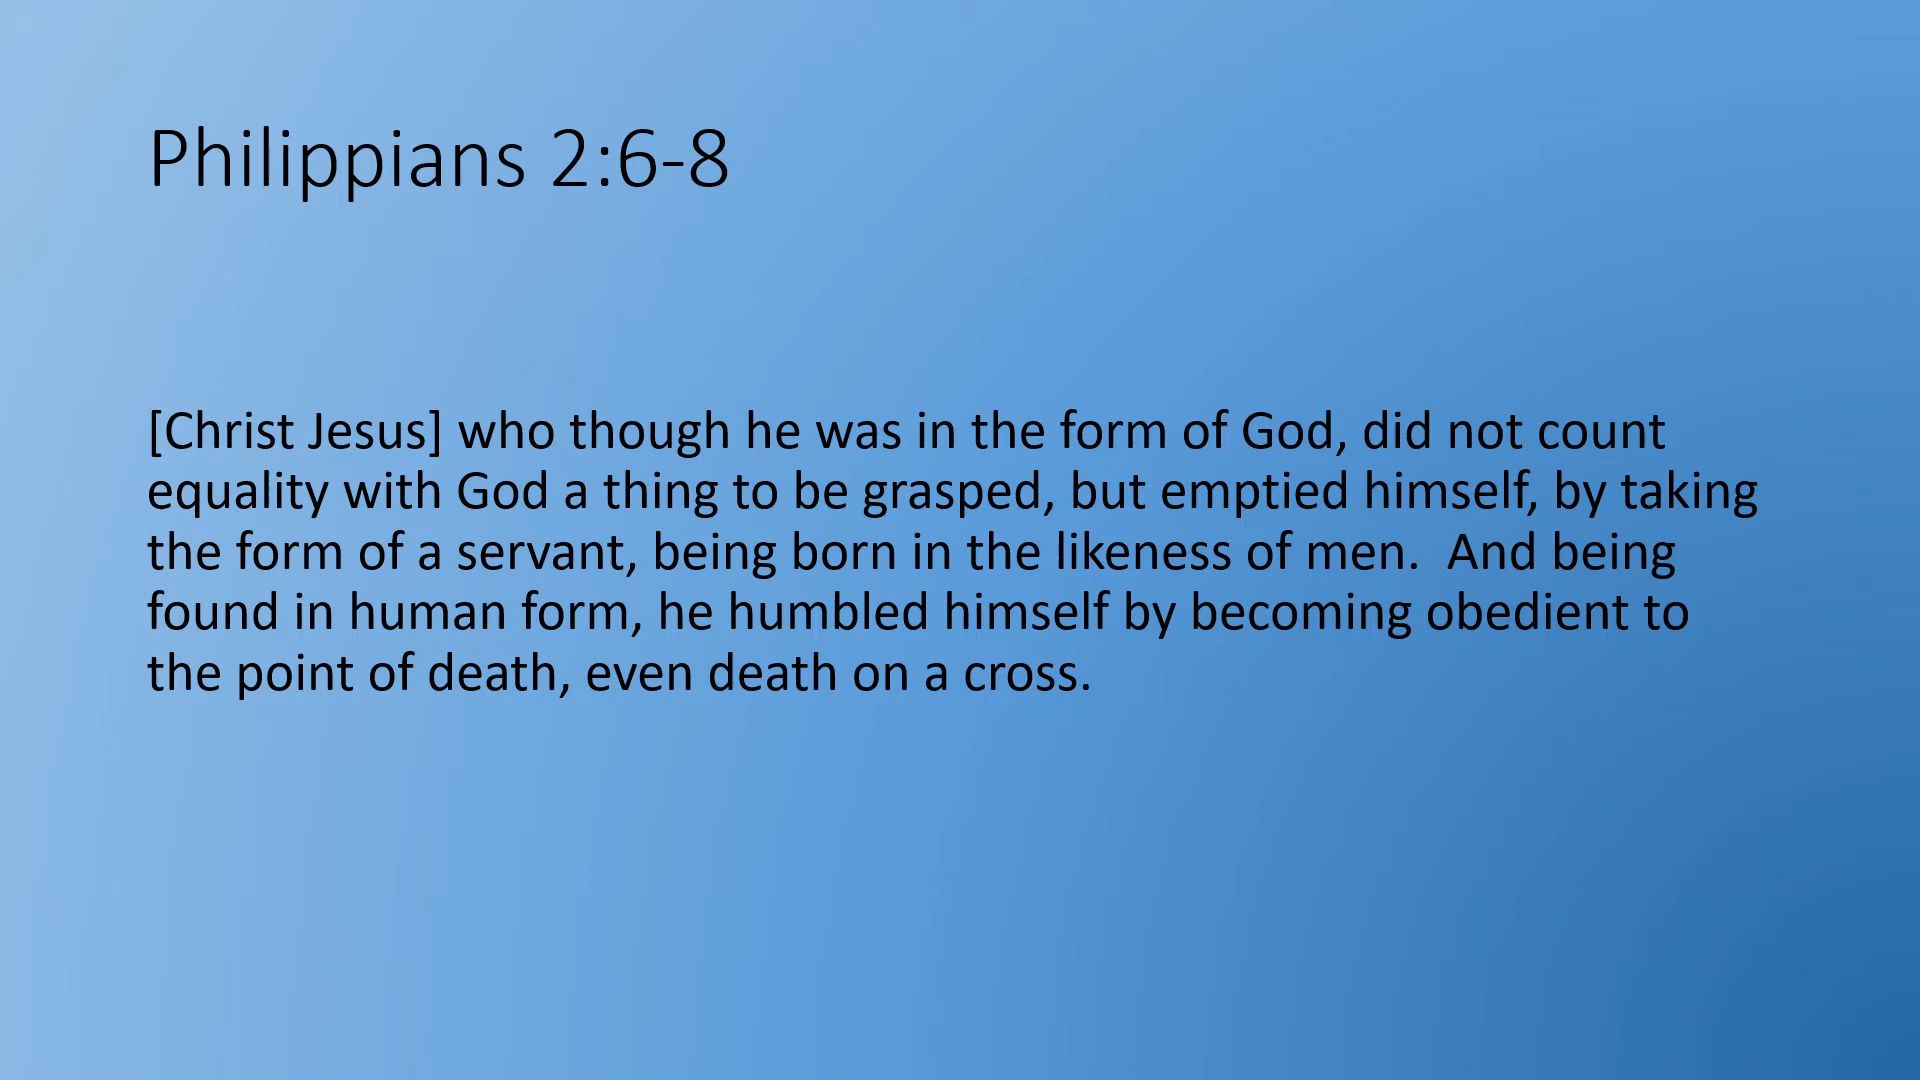 Philippians 2:6-8
[Christ Jesus] who though he was in the form of God, did not count
equality with God a thing to be grasped, but emptied himself, by taking
the form of a servant, being born in the likeness of men.  And being
found in human form, he humbled himself by becoming obedient to
the point of death, even death on a cross.